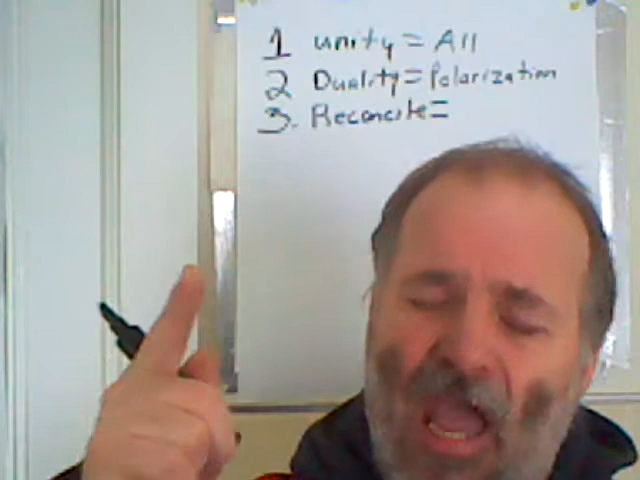 1 unity = All
2 Duality = Polarization
3. Reconcile =